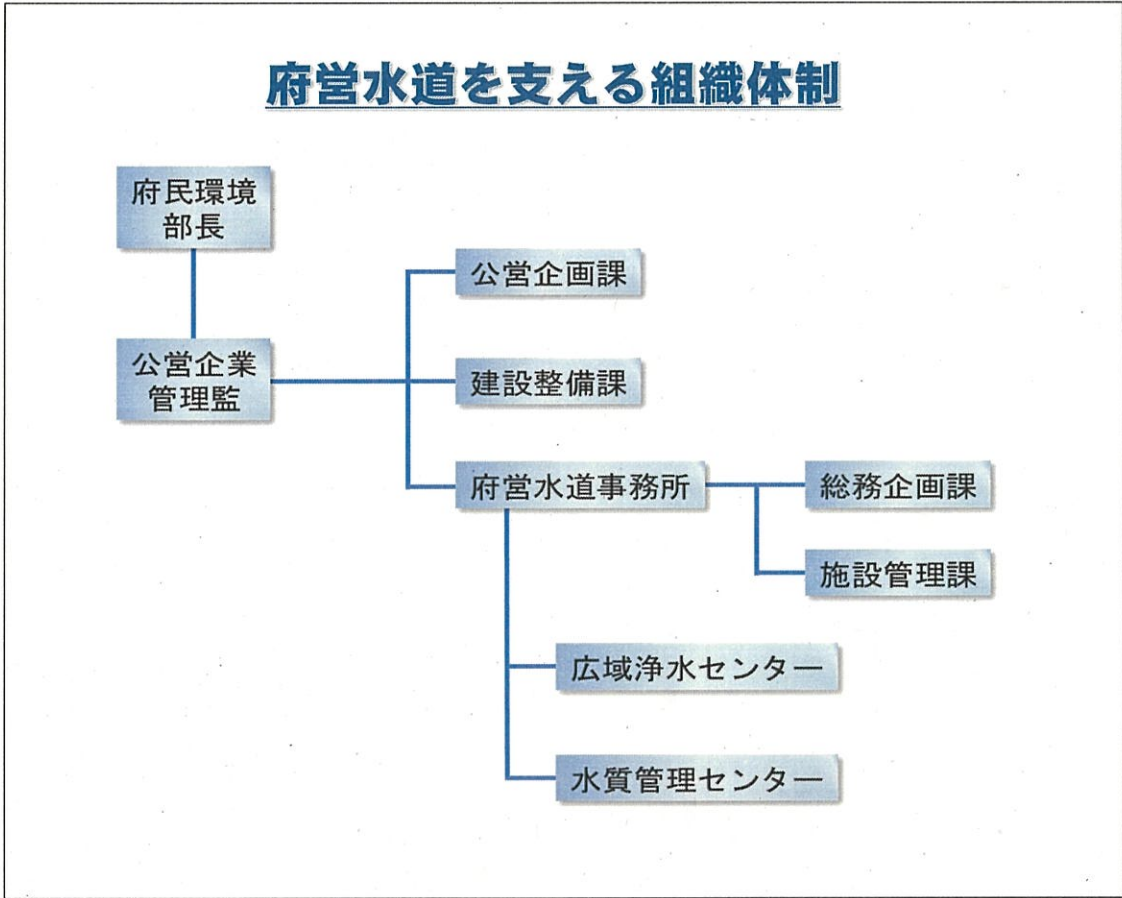 府営水道を支える組織体制
府民環境
部長
公営企業
管理監
公営企画課
建設整備課
府営水道事務所
総務企画課
施設管理課
広域浄水センター
水質管理センター